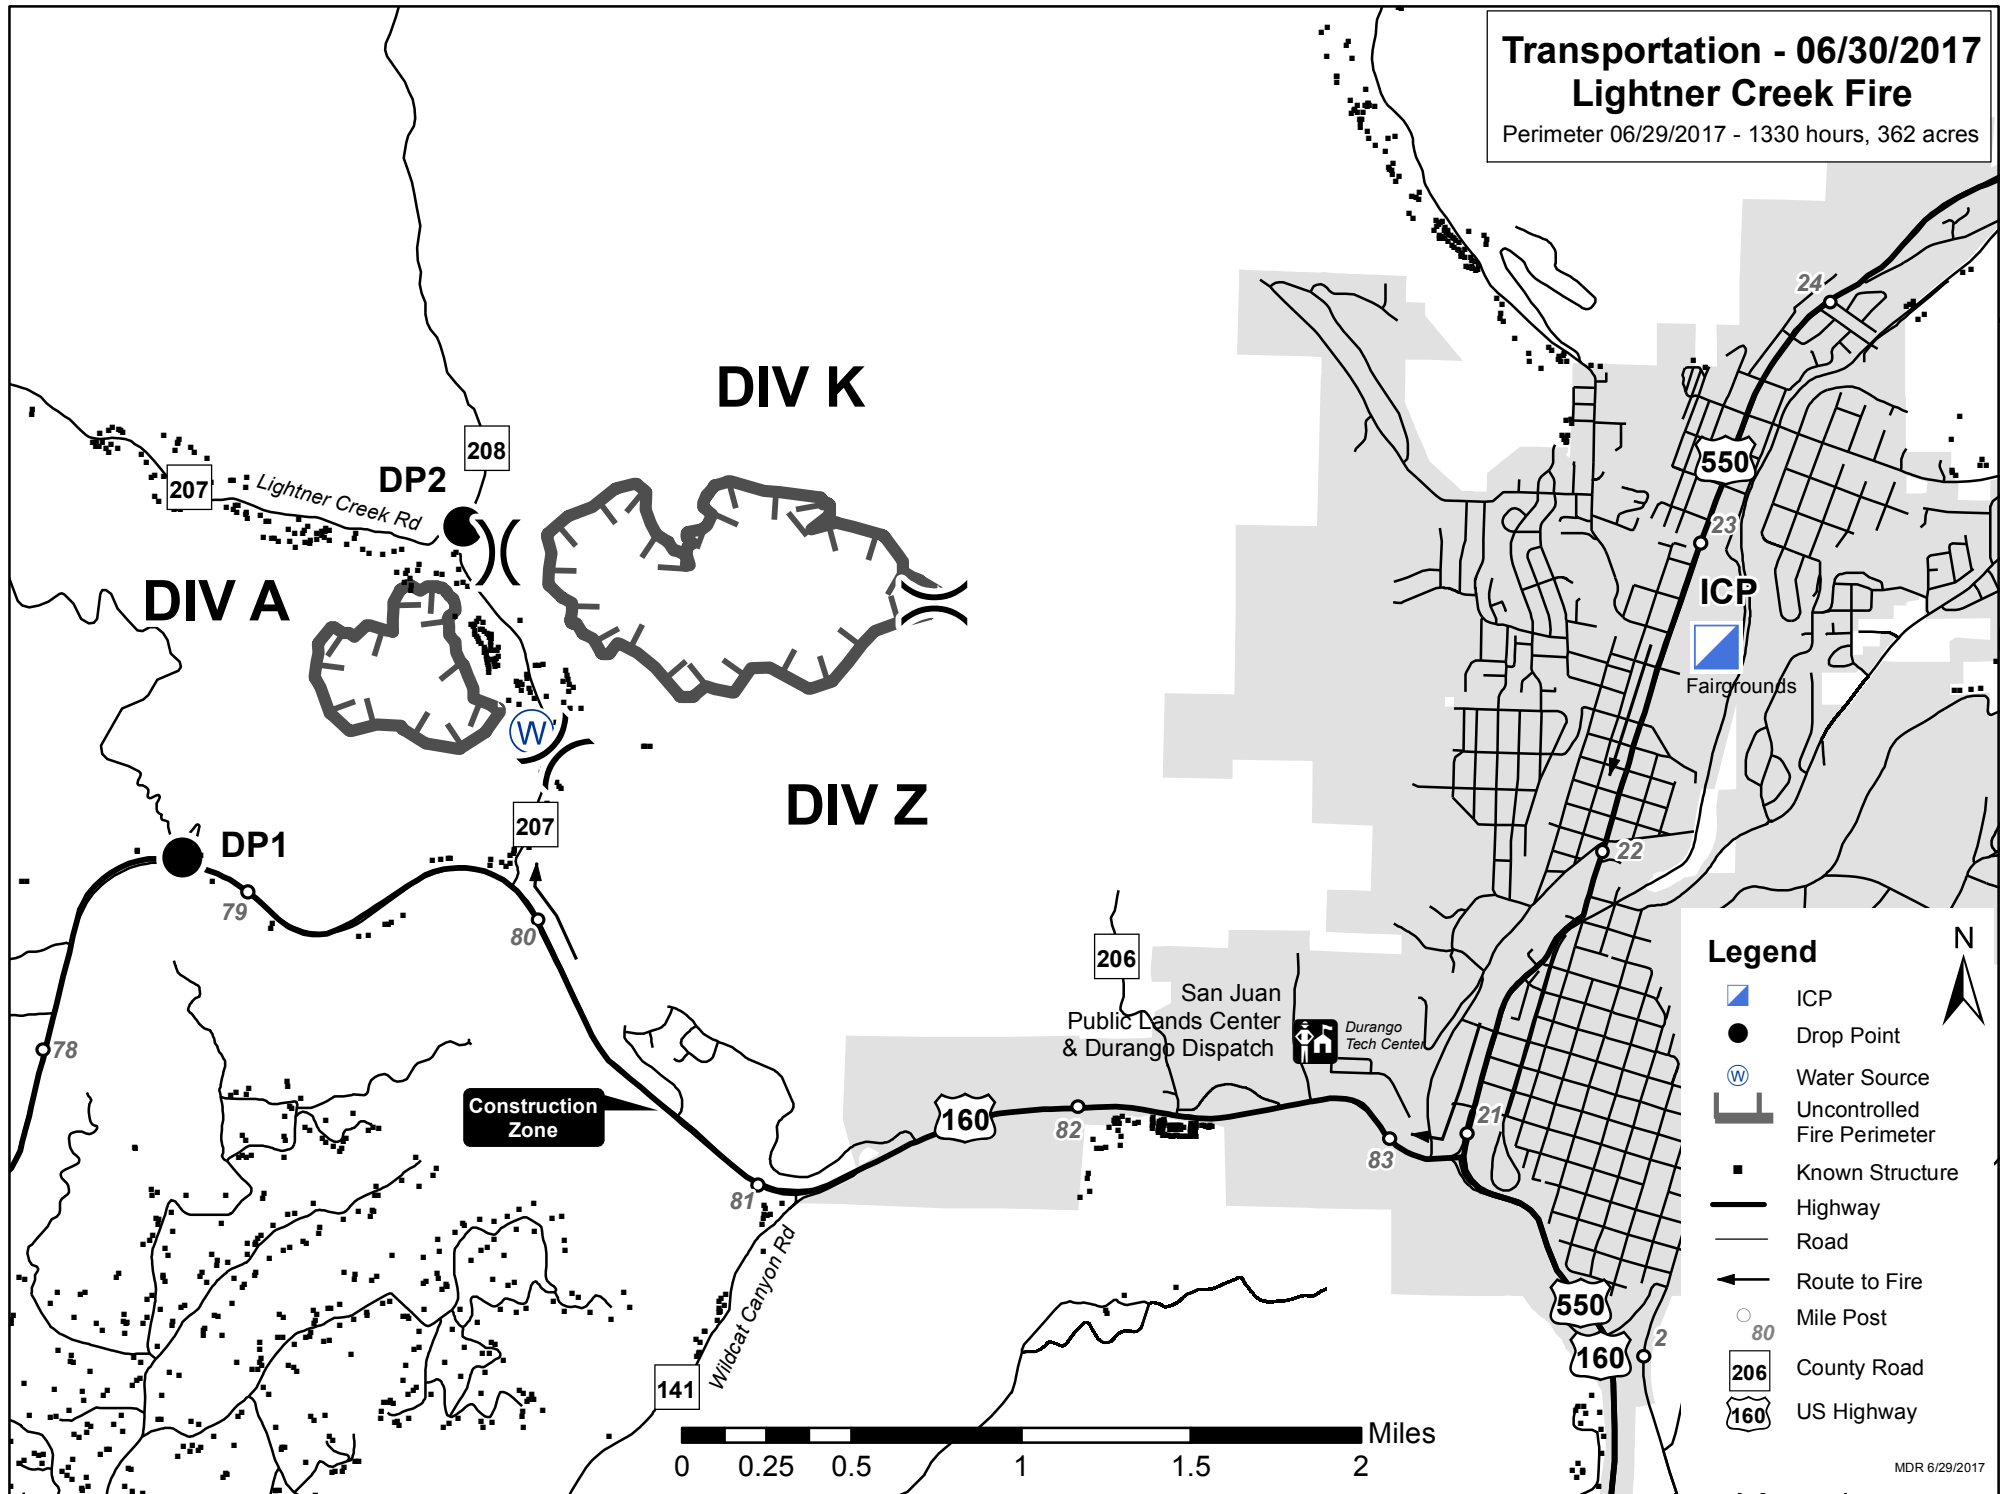 Transportation - 06/30/2017
Lightner Creek Fire
Perimeter 06/29/2017 - 1330 hours, 362 acres
24
DIV K
208
DP2
207
Lightner Creek Rd
550
23
DIV A
ICP
Fairgrounds
W
DIV Z
207
DP1
22
79
80
206
San Juan
Public Lands Center
& Durango Dispatch
Durango
Tech Center
78
Construction
Zone
160
82
21
83
81
Wildcat Canyon Rd
141
550
160
2
Legend
N
ICP
Drop Point
W
Water Source
Uncontrolled
Fire Perimeter
Known Structure
Highway
Road
Route to Fire
80
Mile Post
206
County Road
160
US Highway
Miles
0 0.25 0.5 1 1.5 2
MDR 6/29/2017